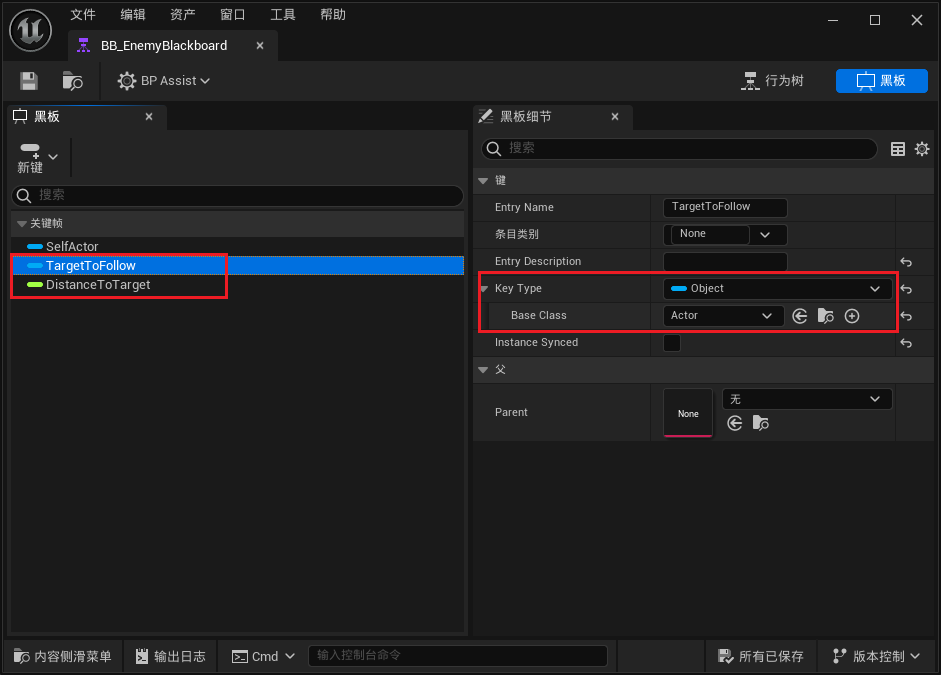 文件 编辑 资产 窗口 工具 帮助
BB_EnemyBlackboard
BP Assist
行为树
黑板
黑板
新键
搜索
关键帧
SelfActor
TargetToFollow
DistanceToTarget
黑板细节
搜索
键
Entry Name TargetToFollow
条目类别 None
Entry Description
Key Type Object
Base Class Actor
Instance Synced
父
Parent None 无
内容侧滑菜单 输出日志 Cmd 输入控制台命令 所有已保存 版本控制